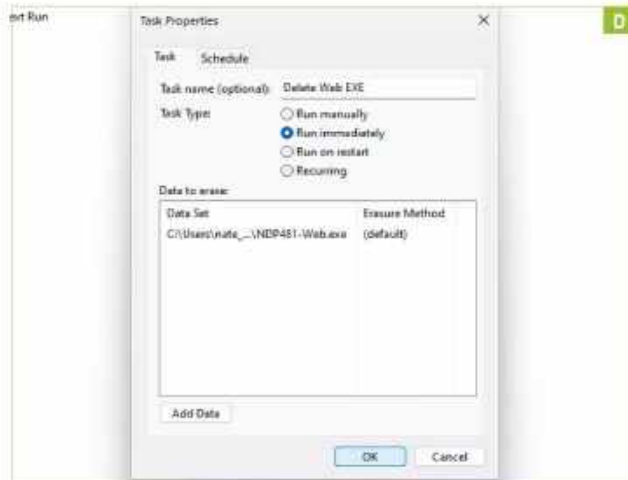 ext Run
D
Task Properties
Task
Schedule
Task name (optional): Delete Web EXE
Task Type:
Run manually
Run immediately
Run on restart
Recurring
Data to erase:
Data Set Erasure Method
C:\Users\nate_...\NDP481-Web.exe (default)
Add Data
OK Cancel